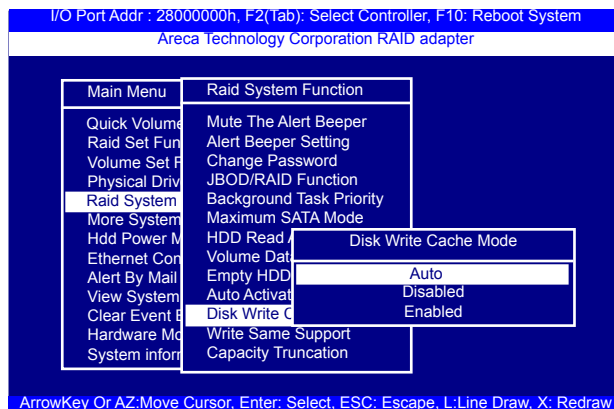 I/O Port Addr : 28000000h, F2(Tab): Select Controller, F10: Reboot System
Areca Technology Corporation RAID adapter
Main Menu
Quick Volume
Raid Set Fun
Volume Set F
Physical Driv
Raid System
More System
Hdd Power M
Ethernet Con
Alert By Mail
View System
Clear Event B
Hardware Mo
System inform
Raid System Function
Mute The Alert Beeper
Alert Beeper Setting
Change Password
JBOD/RAID Function
Background Task Priority
Maximum SATA Mode
HDD Read A
Volume Data
Empty HDD
Auto Activat
Disk Write C
Write Same Support
Capacity Truncation
Disk Write Cache Mode
Auto
Disabled
Enabled
ArrowKey Or AZ:Move Cursor, Enter: Select, ESC: Escape, L:Line Draw, X: Redraw